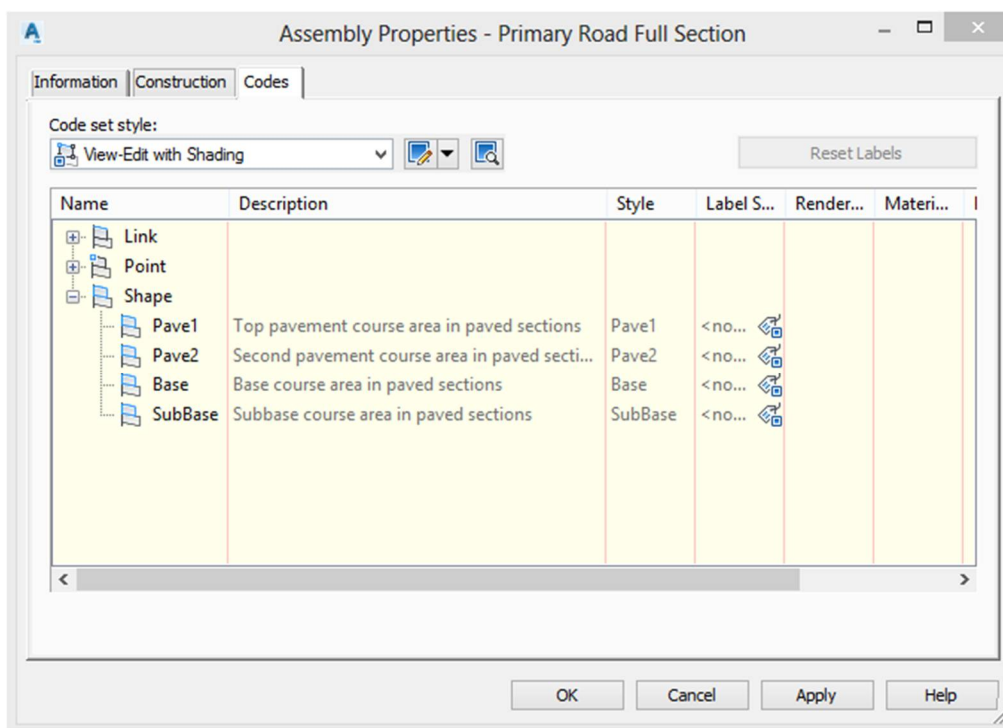 Assembly Properties - Primary Road Full Section
Information Construction Codes
Code set style:
View-Edit with Shading
Reset Labels
Name Description Style Label S... Render... Materi...
Link
Point
Shape
Pave1 Top pavement course area in paved sections Pave1 <no...
Pave2 Second pavement course area in paved secti... Pave2 <no...
Base Base course area in paved sections Base <no...
SubBase Subbase course area in paved sections SubBase <no...
OK Cancel Apply Help